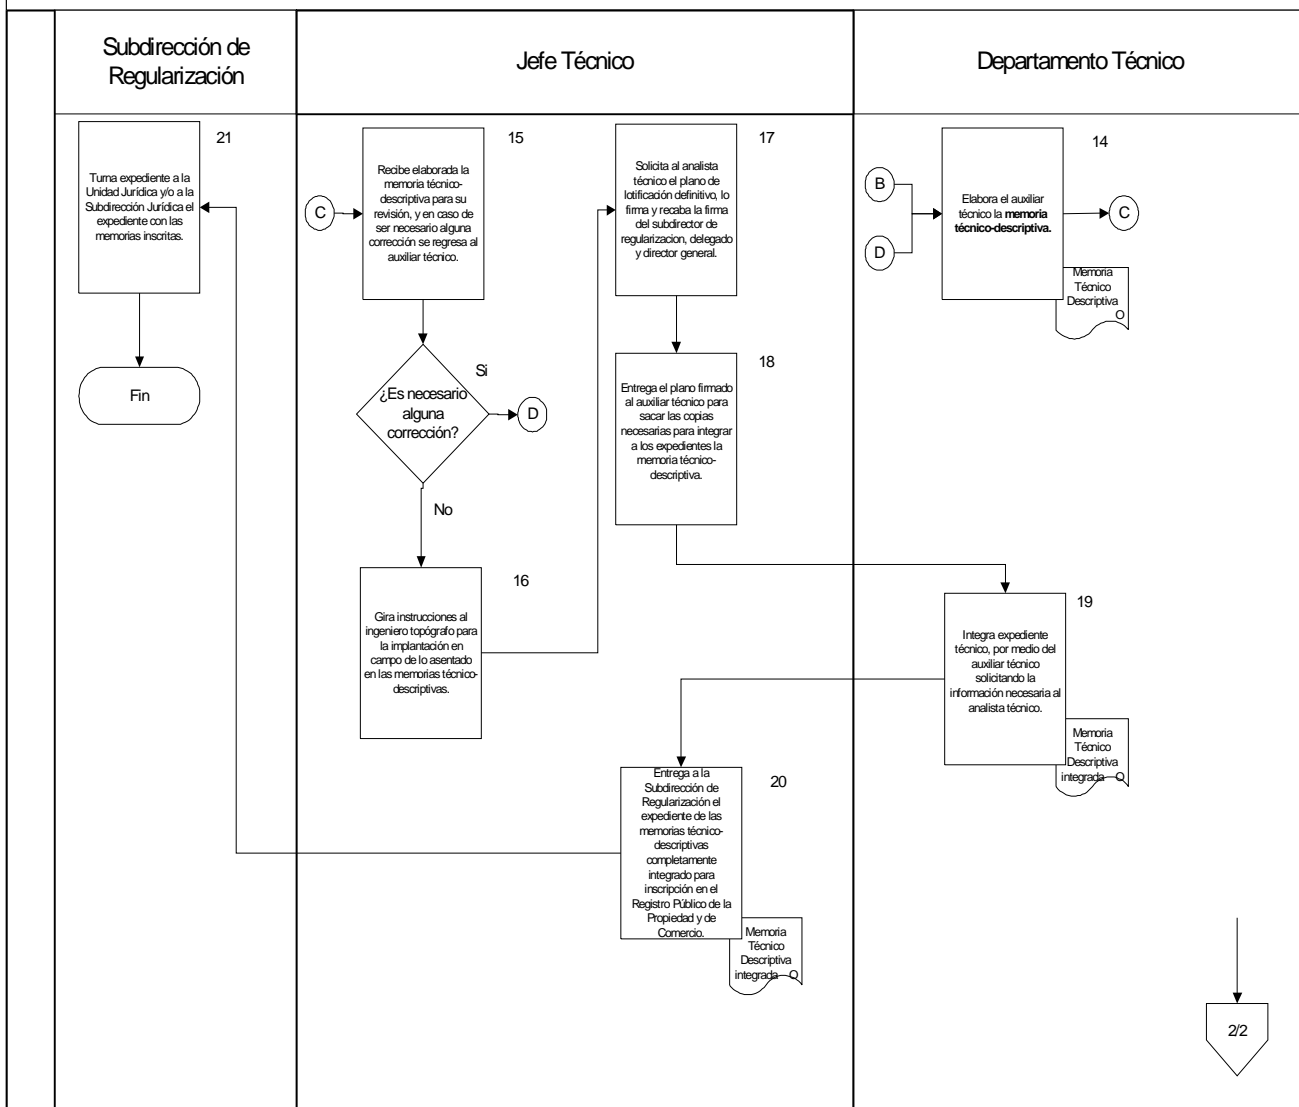 Subdirección de
Regularización
Jefe Técnico
Departamento Técnico
21
Turna expediente a la
Unidad Jurídica y/o a la
Subdirección Jurídica el
expediente con las
memorias inscritas.
Fin
15
C
Recibe elaborada la
memoria técnico-
descriptiva para su
revisión, y en caso de
ser necesario alguna
corrección se regresa al
auxiliar técnico.
¿Es necesario
alguna
corrección?
Si
D
No
16
Gira instrucciones al
ingeniero topógrafo para
la implantación en
campo de lo asentado
en las memorias técnico-
descriptivas.
17
Solicita al analista
técnico el plano de
lotificación definitivo, lo
firma y recaba la firma
del subdirector de
regularizacion, delegado
y director general.
18
Entrega el plano firmado
al auxiliar técnico para
sacar las copias
necesarias para integrar
a los expedientes la
memoria técnico-
descriptiva.
14
B
D
Elabora el auxiliar
técnico la memoria
técnico-descriptiva.
C
Memoria
Técnico
Descriptiva
O
19
Integra expediente
técnico, por medio del
auxiliar técnico
solicitando la
información necesaria al
analista técnico.
Memoria
Técnico
Descriptiva
integrada O
20
Entrega a la
Subdirección de
Regularización el
expediente de las
memorias técnico-
descriptivas
completamente
integrado para
inscripción en el
Registro Público de la
Propiedad y de
Comercio.
Memoria
Técnico
Descriptiva
integrada O
2/2